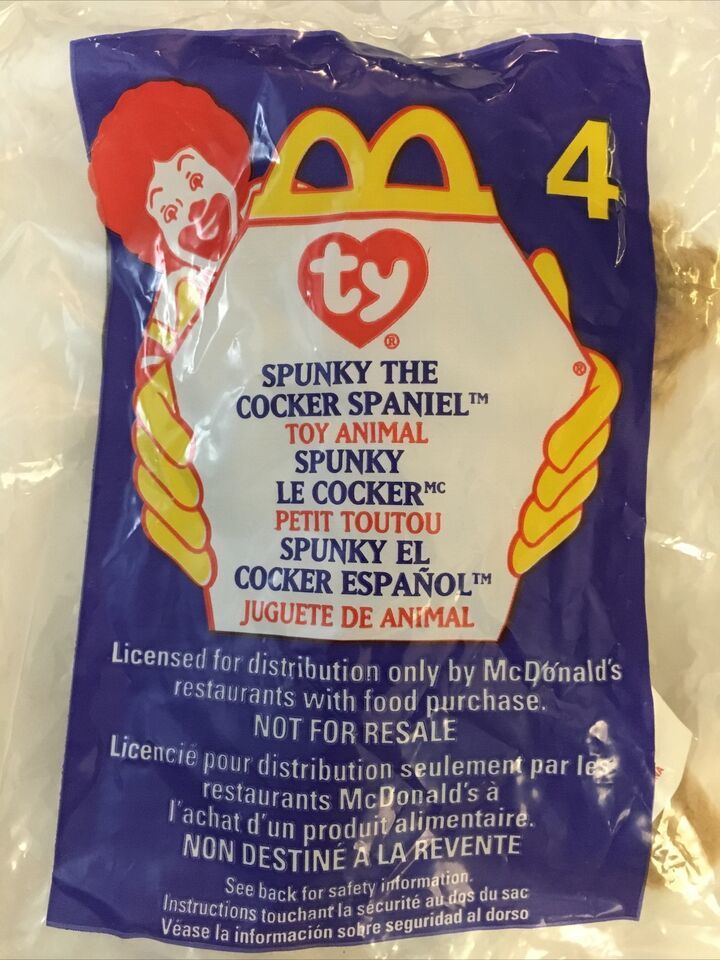 4
ty®
SPUNKY THE
COCKER SPANIEL™
TOY ANIMAL
SPUNKY
LE COCKER MC
PETIT TOUTOU
SPUNKY EL
COCKER ESPAÑOL™
JUGUETE DE ANIMAL
®
Licensed for distribution only by McDonald's
restaurants with food purchase.
NOT FOR RESALE
Licencié pour distribution seulement par les
restaurants McDonald's à
l'achat d'un produit alimentaire.
NON DESTINÉ A LA REVENTE
See back for safety information.
Instructions touchant la sécurité au dos du sac
Véase la información sobre seguridad al dorso